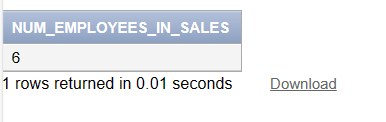 NUM_EMPLOYEES_IN_SALES
6
1 rows returned in 0.01 seconds Download